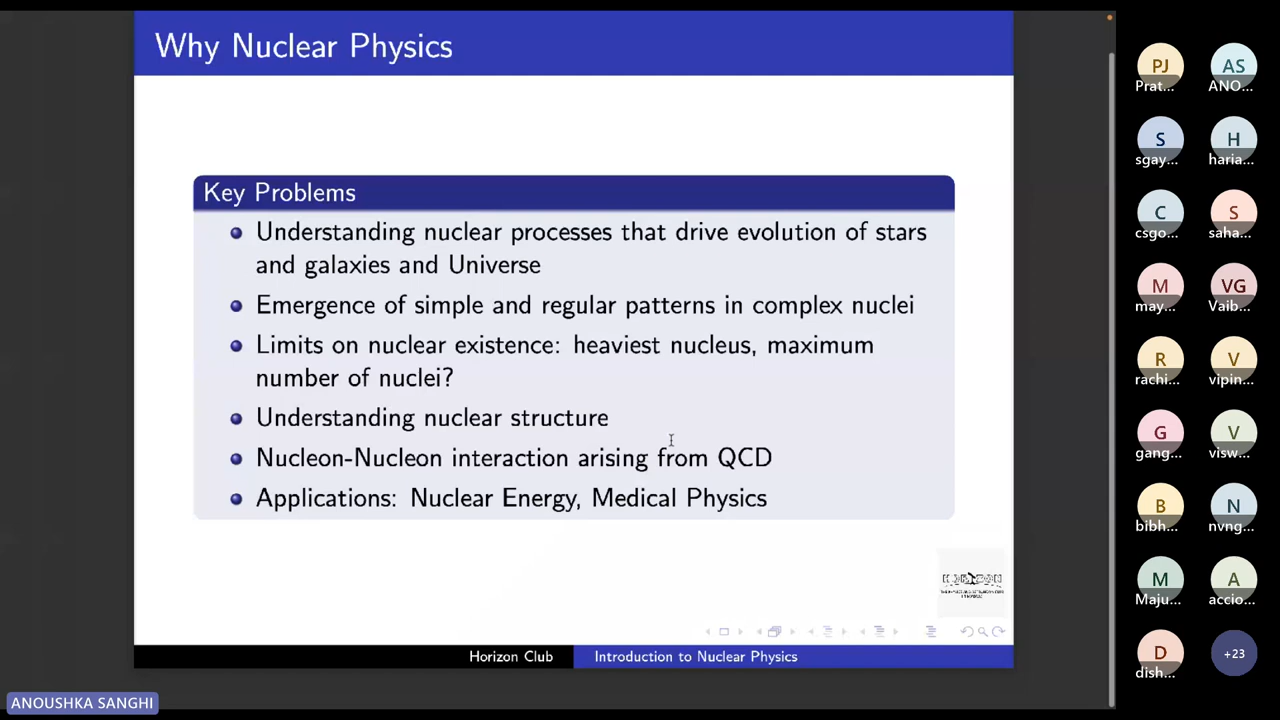 Why Nuclear Physics
Key Problems
Understanding nuclear processes that drive evolution of stars
and galaxies and Universe
Emergence of simple and regular patterns in complex nuclei
Limits on nuclear existence: heaviest nucleus, maximum
number of nuclei?
Understanding nuclear structure
Nucleon-Nucleon interaction arising from QCD
Applications: Nuclear Energy, Medical Physics
HORIZON
Horizon Club
Introduction to Nuclear Physics
ANOUSHKA SANGHI
PJ AS
Prat... ANO...
S H
sgay... haria...
C S
csgo... saha...
M VG
may... Vaib...
R V
rachi... vipin...
G V
gang... visw...
B N
bibh... nvng...
M A
Maju... accio...
D +23
dish...